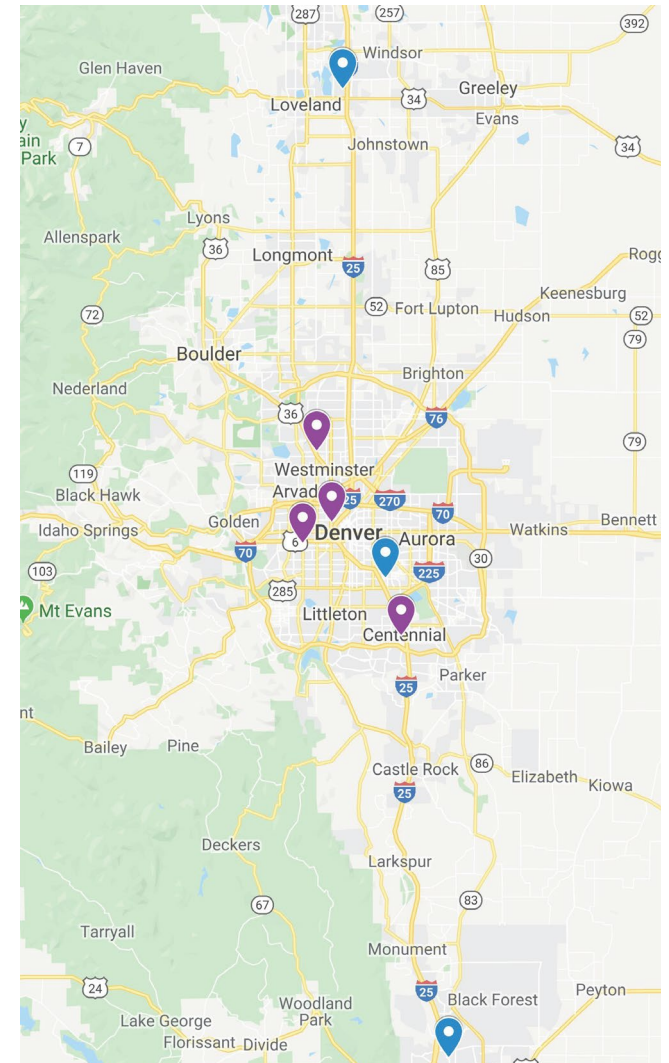 287
257
392
Windsor
Glen Haven
Loveland
34
Greeley
Evans
y
ain
Park
7
Johnstown
34
Lyons
Allenspark
36
Longmont
25
85
Rogg
Keenesburg
72
52
Fort Lupton
Hudson
52
79
Boulder
Brighton
Nederland
36
76
79
119
Westminster
Black Hawk
Arvad
25
270
70
Idaho Springs
Golden
6
Denver
Aurora
Watkins
Bennett
70
30
103
225
285
Mt Evans
Littleton
Centennial
Parker
25
nt
Bailey
Pine
Castle Rock
86
Elizabeth
Kiowa
25
Deckers
Larkspur
67
83
Tarryall
Monument
24
25
Black Forest
Peyton
Woodland
Park
Lake George
Florissant
Divide